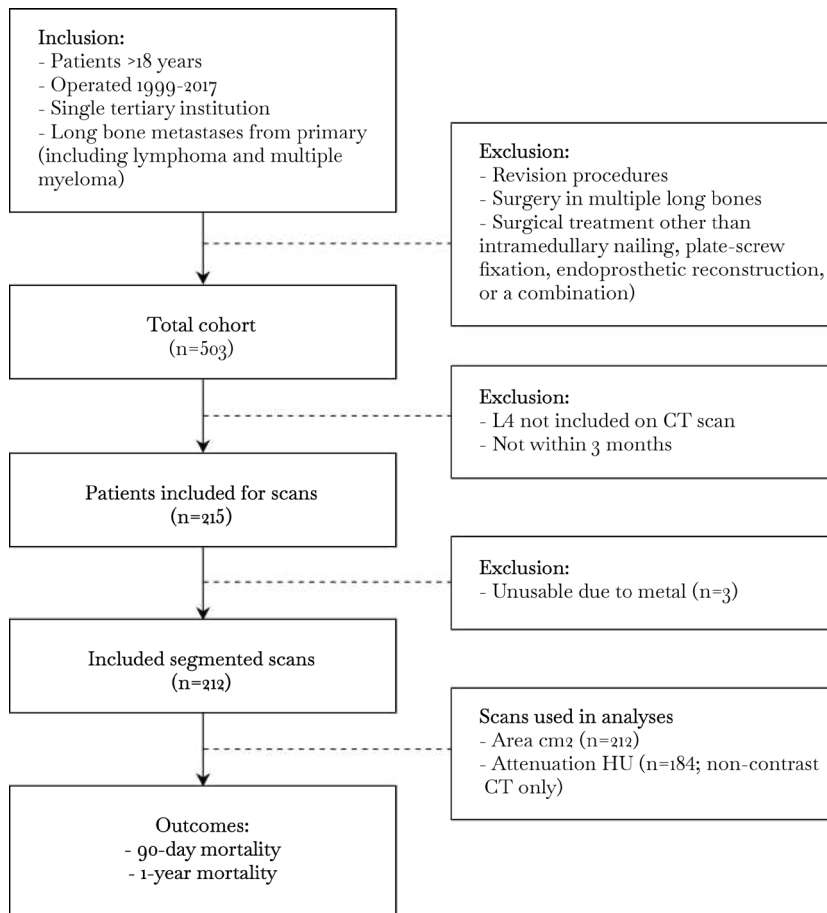 Inclusion:
- Patients >18 years
- Operated 1999-2017
- Single tertiary institution
- Long bone metastases from primary
(including lymphoma and multiple
myeloma)
Exclusion:
- Revision procedures
- Surgery in multiple long bones
- Surgical treatment other than
intramedullary nailing, plate-screw
fixation, endoprosthetic reconstruction,
or a combination)
Total cohort
(n=503)
Exclusion:
- L4 not included on CT scan
- Not within 3 months
Patients included for scans
(n=215)
Exclusion:
- Unusable due to metal (n=3)
Included segmented scans
(n=212)
Scans used in analyses
- Area cm2 (n=212)
- Attenuation HU (n=184; non-contrast
CT only)
Outcomes:
- 90-day mortality
- 1-year mortality